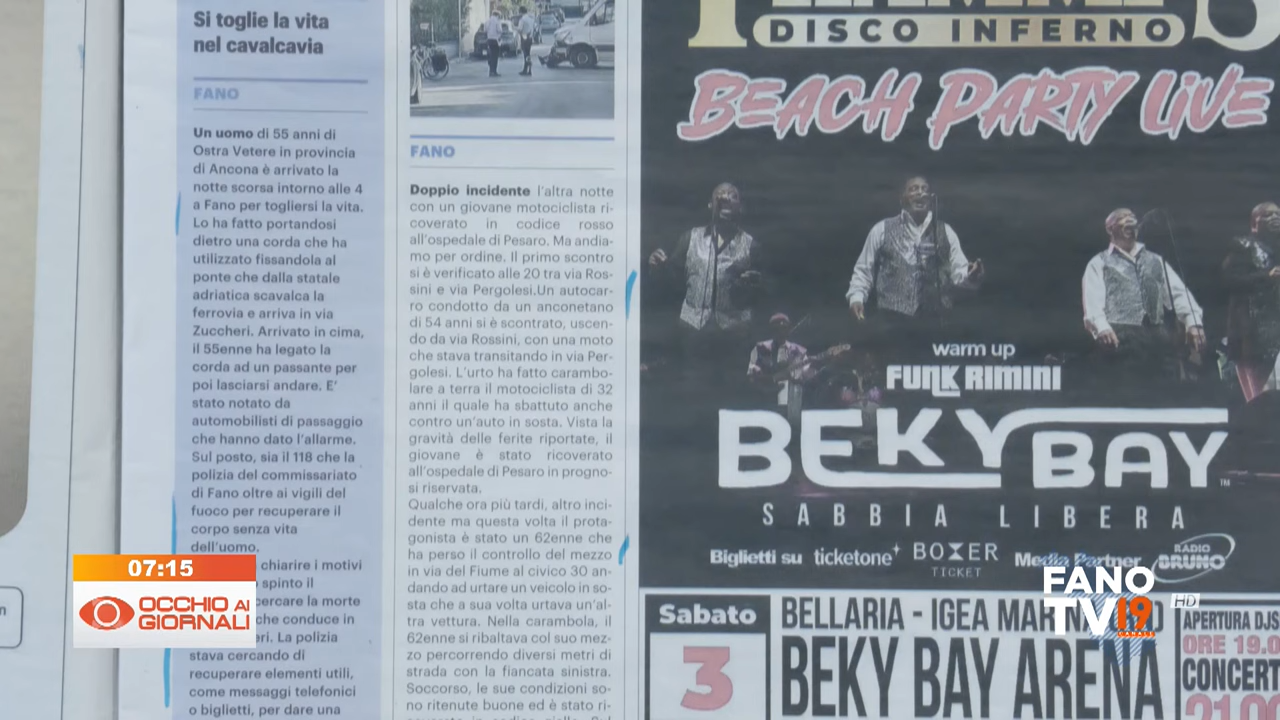 Si toglie la vita
nel cavalcavia
FANO
Un uomo di 55 anni di
Ostra Vetere in provincia
di Ancona è arrivato la
notte scorsa intorno alle 4
a Fano per togliersi la vita.
Lo ha fatto portandosi
dietro una corda che ha
utilizzato fissandola al
ponte che dalla statale
adriatica scavalca la
ferrovia e arriva in via
Zuccheri. Arrivato in cima,
il 55enne ha legato la
corda ad un passante per
poi lasciarsi andare. E'
stato notato da
automobilisti di passaggio
che hanno dato l'allarme.
Sul posto, sia il 118 che la
polizia del commissariato
di Fano oltre ai vigili del
fuoco per recuperare il
corpo senza vita
dell'uomo.
chiarire i motivi
spinto il
cercare la morte
che conduce in
La polizia
stava cercando di
recuperare elementi utili,
come messaggi telefonici
o biglietti, per dare una
FANO
Doppio incidente l'altra notte
con un giovane motociclista ri-
coverato in codice rosso
all'ospedale di Pesaro. Ma andia-
mo per ordine. Il primo scontro
si è verificato alle 20 tra via Ros-
sini e via Pergolesi.Un autocar-
ro condotto da un anconetano
di 54 anni si è scontrato, uscen-
do da via Rossini, con una moto
che stava transitando in via Per-
golesi. L'urto ha fatto carambo-
lare a terra il motociclista di 32
anni il quale ha sbattuto anche
contro un'auto in sosta. Vista la
gravità delle ferite riportate, il
giovane è stato ricoverato
all'ospedale di Pesaro in progno-
si riservata.
Qualche ora più tardi, altro inci-
dente ma questa volta il prota-
gonista è stato un 62enne che
ha perso il controllo del mezzo
in via del Fiume al civico 30 an-
dando ad urtare un veicolo in so-
sta che a sua volta urtava un'al-
tra vettura. Nella carambola, il
62enne si ribaltava col suo mez-
zo percorrendo diversi metri di
strada con la fiancata sinistra.
Soccorso, le sue condizioni so-
no ritenute buone ed è stato ri-
DISCO INFERNO
BEACH PARTY LIVE
warm up
FUNK RIMINI
BEKY BAY TM
SABBIA LIBERA
Biglietti su ticketone BOXER TICKET Media Partner RADIO BRUNO
Sabato
3
BELLARIA - IGEA
BEKY BAY ARENA
APERTURA DJS
ORE 19.0
CONCERT
21.00
07:15
OCCHIO AI
GIORNALI
FANO
TV 19 HD